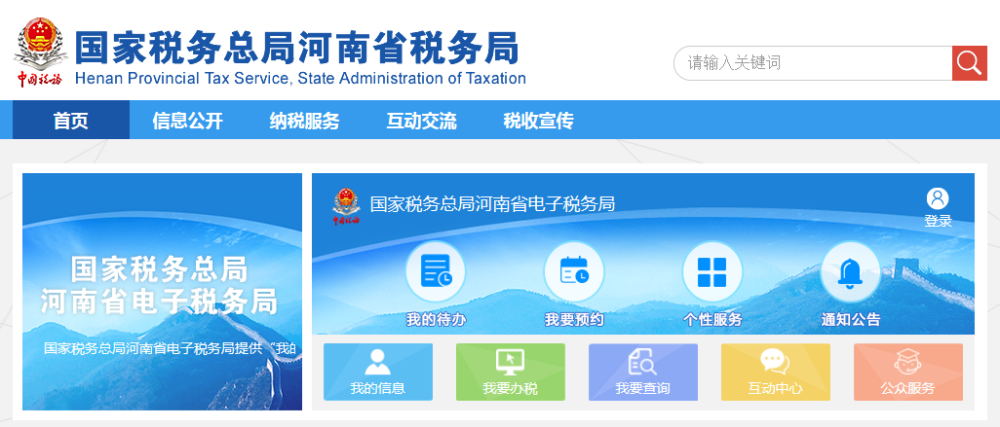 国家税务总局河南省税务局
中国税务
Henan Provincial Tax Service, State Administration of Taxation
请输入关键词
首页 信息公开 纳税服务 互动交流 税收宣传
国家税务总局
河南省电子税务局
国家税务总局河南省电子税务局提供“我的
中国税务
国家税务总局河南省电子税务局
登录
我的待办 我要预约 个性服务 通知公告
我的信息 我要办税 我要查询 互动中心 公众服务